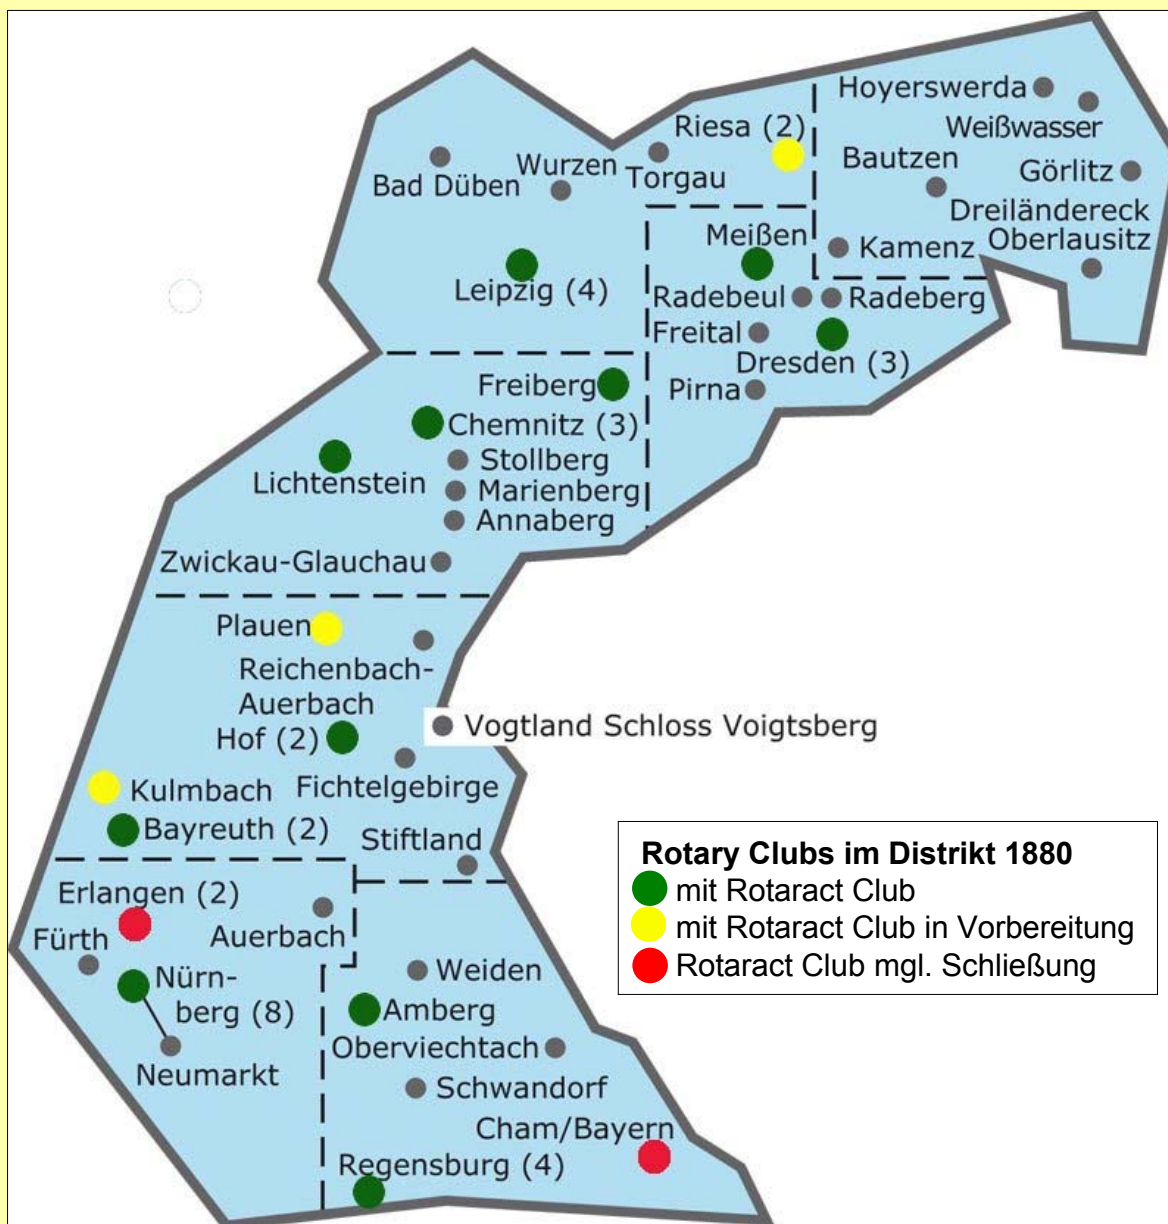 Hoyerswerda
Weißwasser
Riesa (2)
Bautzen
Görlitz
Wurzen
Torgau
Bad Düben
Dreiländereck
Oberlausitz
Meißen
Kamenz
Leipzig (4)
Radebeul
Radeberg
Freital
Dresden (3)
Pirna
Freiberg
Chemnitz (3)
Stollberg
Lichtenstein
Marienberg
Annaberg
Zwickau-Glauchau
Plauen
Reichenbach-
Auerbach
Vogtland Schloss Voigtsberg
Hof (2)
Fichtelgebirge
Kulmbach
Bayreuth (2)
Stiftland
Rotary Clubs im Distrikt 1880
mit Rotaract Club
mit Rotaract Club in Vorbereitung
Rotaract Club mgl. Schließung
Erlangen (2)
Fürth
Auerbach
Nürn-
berg (8)
Neumarkt
Weiden
Amberg
Oberviechtach
Schwandorf
Cham/Bayern
Regensburg (4)